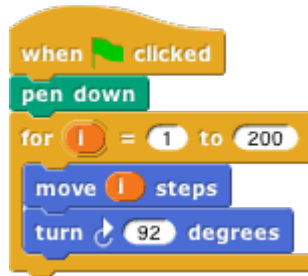 when clicked
pen down
for i = 1 to 200
move i steps
turn 92 degrees